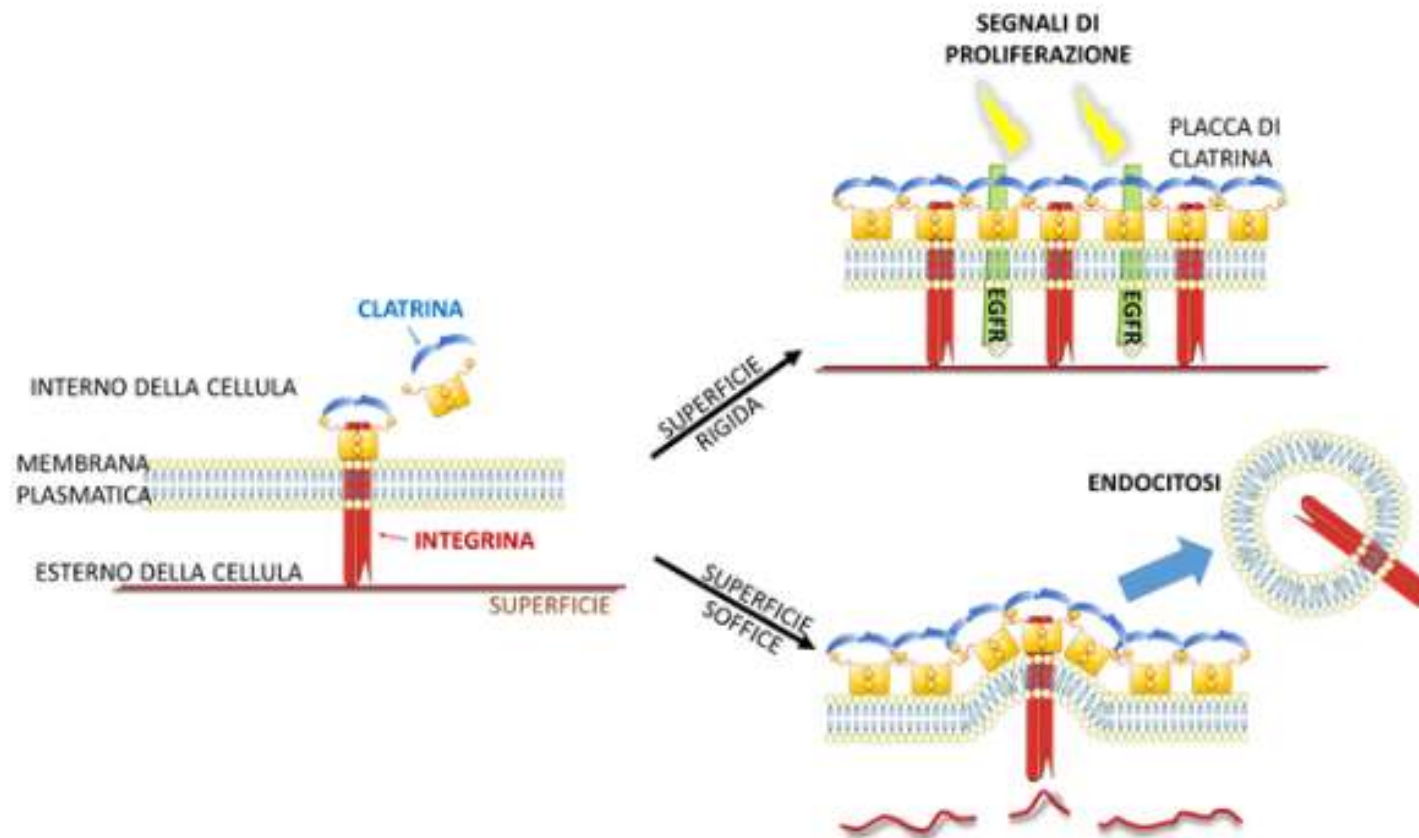 SEGNALI DI
PROLIFERAZIONE
PLACCA DI
CLATRINA
EGFR
EGFR
CLATRINA
INTERNO DELLA CELLULA
MEMBRANA
PLASMATICA
INTEGRINA
ESTERNO DELLA CELLULA
SUPERFICIE
SUPERFICIE
RIGIDA
SUPERFICIE
SOFFICE
ENDOCITOSI